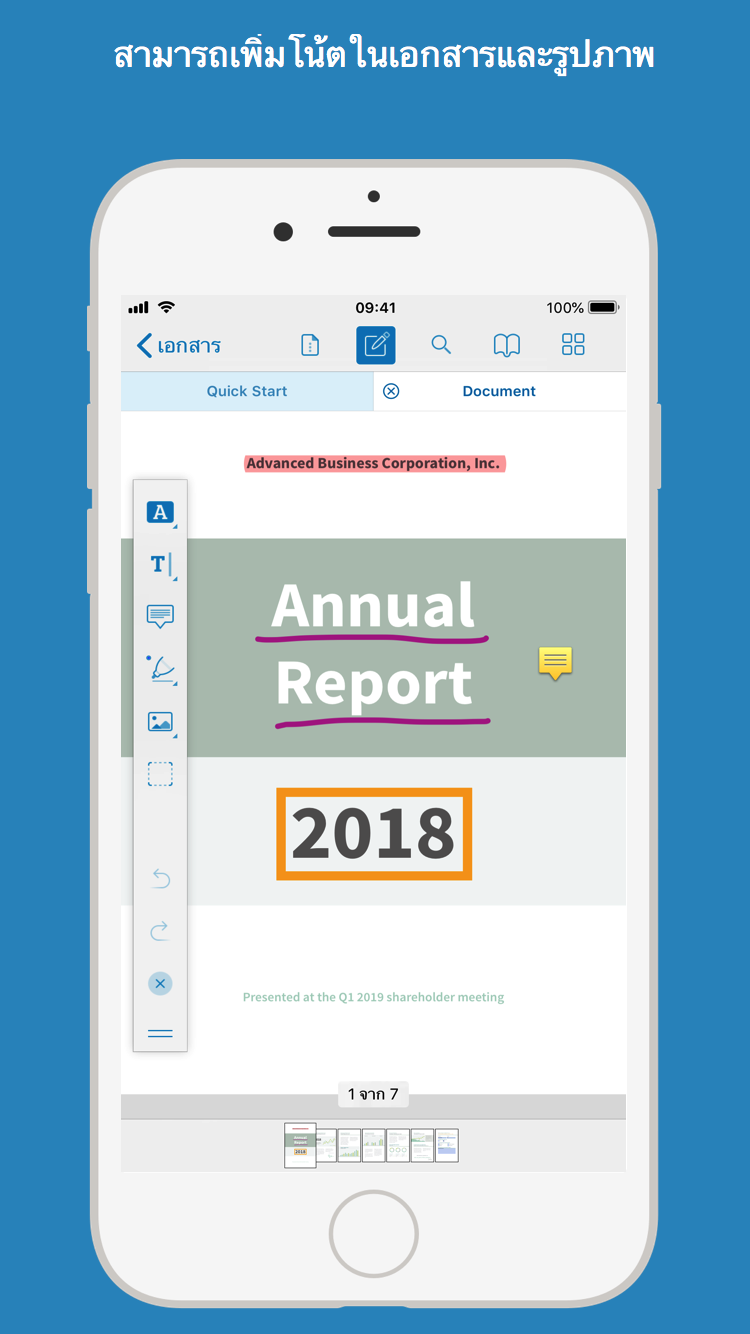 สามารถเพิ่มโน้ตในเอกสารและรูปภาพ
09:41
100%
เอกสาร
Quick Start
Document
Advanced Business Corporation, Inc.
A
T
Annual
Report
2018
Presented at the Q1 2019 shareholder meeting
1 จาก 7
Annual
Report
2018